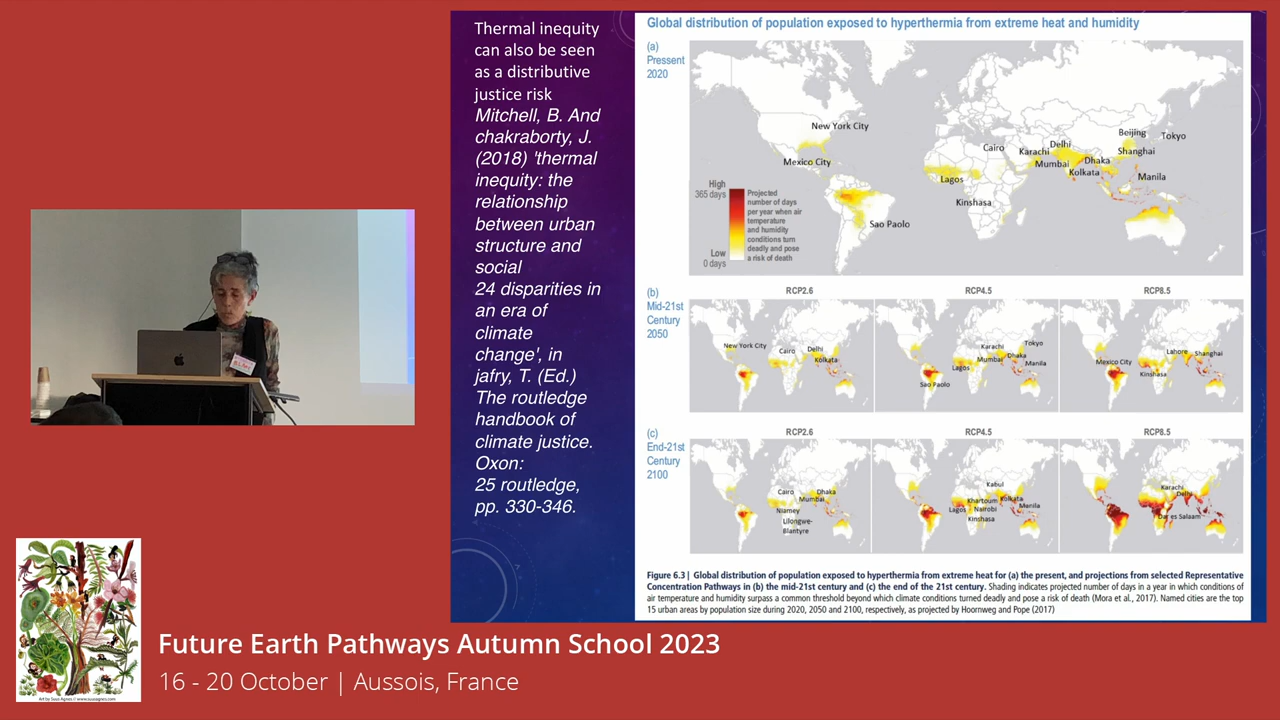 Thermal inequity
can also be seen
as a distributive
justice risk
Mitchell, B. And
chakraborty, J.
(2018) 'thermal
inequity: the
relationship
between urban
structure and
social
24 disparities in
an era of
climate
change', in
jafry, T. (Ed.)
The routledge
handbook of
climate justice.
Oxon:
25 routledge,
pp. 330-346.
Global distribution of population exposed to hyperthermia from extreme heat and humidity
(a)
Pressent
2020
New York City
Mexico City
Sao Paolo
Lagos
Kinshasa
Cairo
Karachi
Delhi
Mumbai
Dhaka
Kolkata
Beijing
Shanghai
Tokyo
Manila
High
365 days
Low
0 days
Projected
number of days
per year when air
temperature
and humidity
conditions turn
deadly and pose
a risk of death
(b)
Mid-21st
Century
2050
RCP2.6
New York City
Cairo
Delhi
Kolkata
RCP4.5
Sao Paolo
Lagos
Karachi
Mumbai
Dhaka
Tokyo
Manila
RCP8.5
Mexico City
Kinshasa
Lahore
Shanghai
(c)
End-21st
Century
2100
RCP2.6
Cairo
Mumbai
Dhaka
Niamey
Lilongwe-
Blantyre
RCP4.5
Kabul
Khartoum
Kolkata
Lagos
Nairobi
Manila
Kinshasa
RCP8.5
Karachi
Delhi
Dar es Salaam
Figure 6.3 | Global distribution of population exposed to hyperthermia from extreme heat for (a) the present, and projections from selected Representative
Concentration Pathways in (b) the mid-21st century and (c) the end of the 21st century. Shading indicates projected number of days in a year in which conditions of
air temperature and humidity surpass a common threshold beyond which climate conditions turned deadly and pose a risk of death (Mora et al., 2017). Named cities are the top
15 urban areas by population size during 2020, 2050 and 2100, respectively, as projected by Hoornweg and Pope (2017)
Future Earth Pathways Autumn School 2023
16 - 20 October | Aussois, France